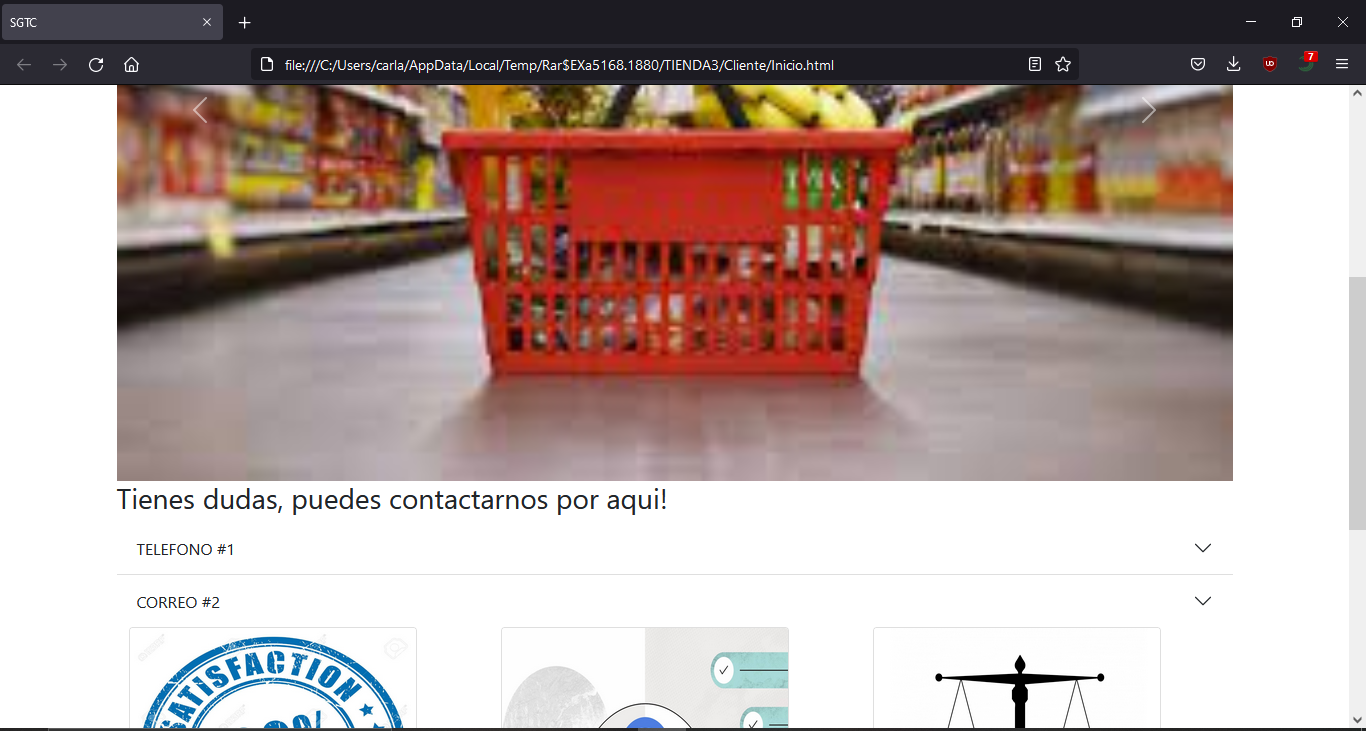 SGTC
file:///C:/Users/carla/AppData/Local/Temp/Rar$EXa5168.1880/TIENDA3/Cliente/Inicio.html
7
Tienes dudas, puedes contactarnos por aqui!
TELEFONO #1
CORREO #2
SATISFACTION